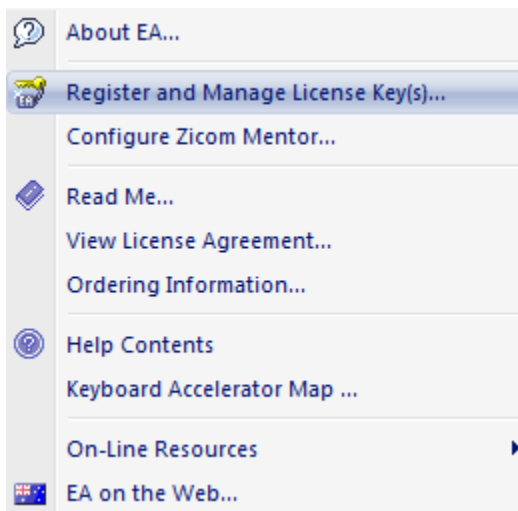 About EA...
Register and Manage License Key(s)...
Configure Zicom Mentor...
Read Me...
View License Agreement...
Ordering Information...
Help Contents
Keyboard Accelerator Map ...
On-Line Resources
EA on the Web...